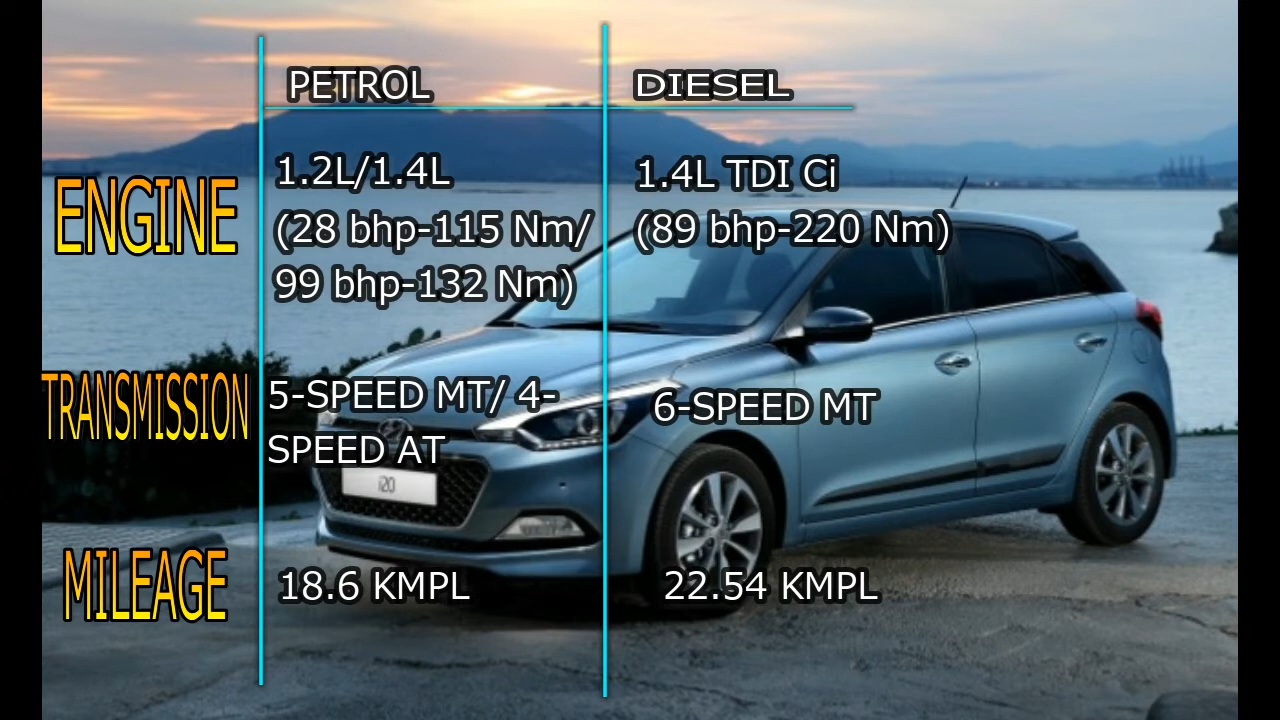 PETROL
DIESEL
ENGINE
1.2L/1.4L
(28 bhp-115 Nm/
99 bhp-132 Nm)
1.4L TDI Ci
(89 bhp-220 Nm)
TRANSMISSION
5-SPEED MT/ 4-
SPEED AT
6-SPEED MT
i20
MILEAGE
18.6 KMPL
22.54 KMPL